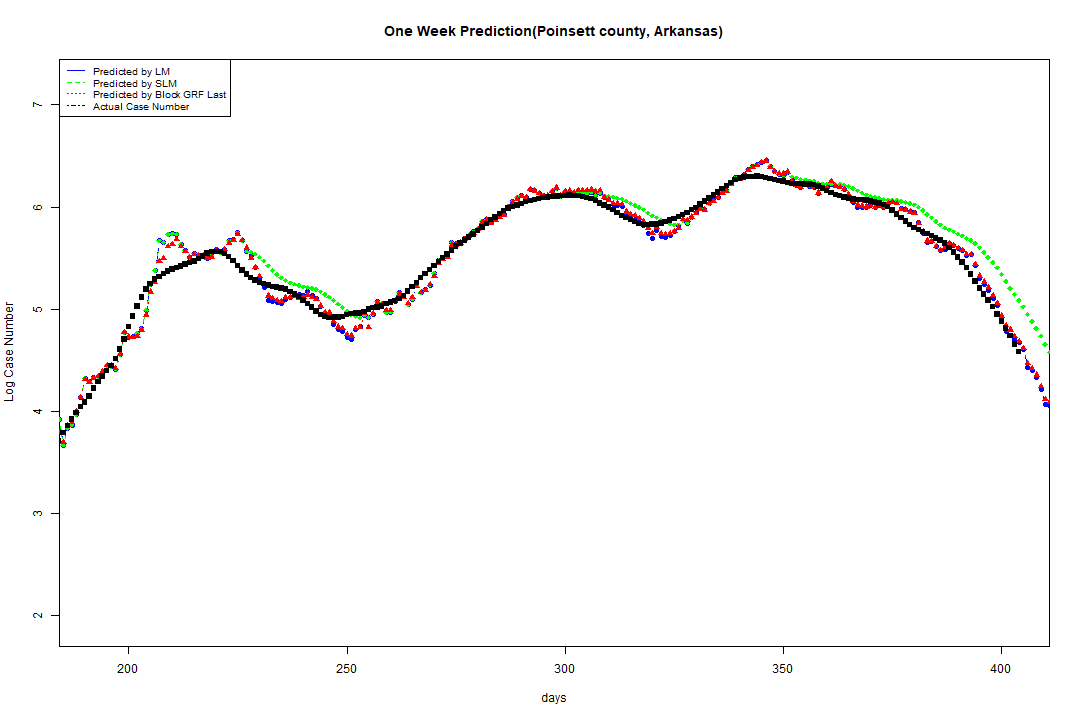 One Week Prediction(Poinsett county, Arkansas)
Predicted by LM
Predicted by SLM
Predicted by Block GRF Last
Actual Case Number
7
6
5
4
3
2
Log Case Number
200 250 300 350 400
days